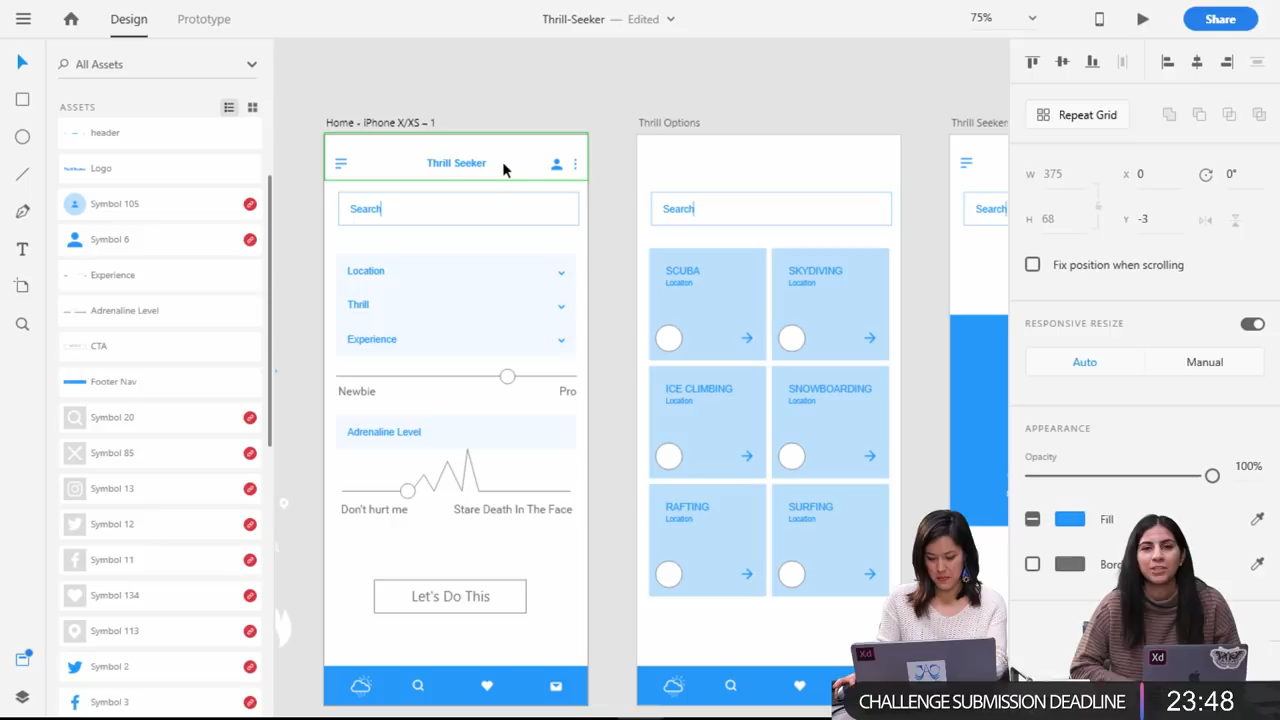 Design
Prototype
Thrill-Seeker — Edited
75%
Share
All Assets
ASSETS
header
Logo
Symbol 105
Symbol 6
Experience
Adrenaline Level
CTA
Footer Nav
Symbol 20
Symbol 85
Symbol 13
Symbol 12
Symbol 11
Symbol 134
Symbol 113
Symbol 2
Symbol 3
Home - iPhone X/XS – 1
Thrill Seeker
Search
Location
Thrill
Experience
Newbie
Pro
Adrenaline Level
Don't hurt me
Stare Death In The Face
Let's Do This
Thrill Options
Search
SCUBA
Location
SKYDIVING
Location
ICE CLIMBING
Location
SNOWBOARDING
Location
RAFTING
Location
SURFING
Location
Thrill Seekers
Search
Repeat Grid
W 375
X 0
0°
H 68
Y -3
Fix position when scrolling
RESPONSIVE RESIZE
Auto
Manual
APPEARANCE
Opacity
100%
Fill
Xd
Xd
CHALLENGE SUBMISSION DEADLINE
23:48